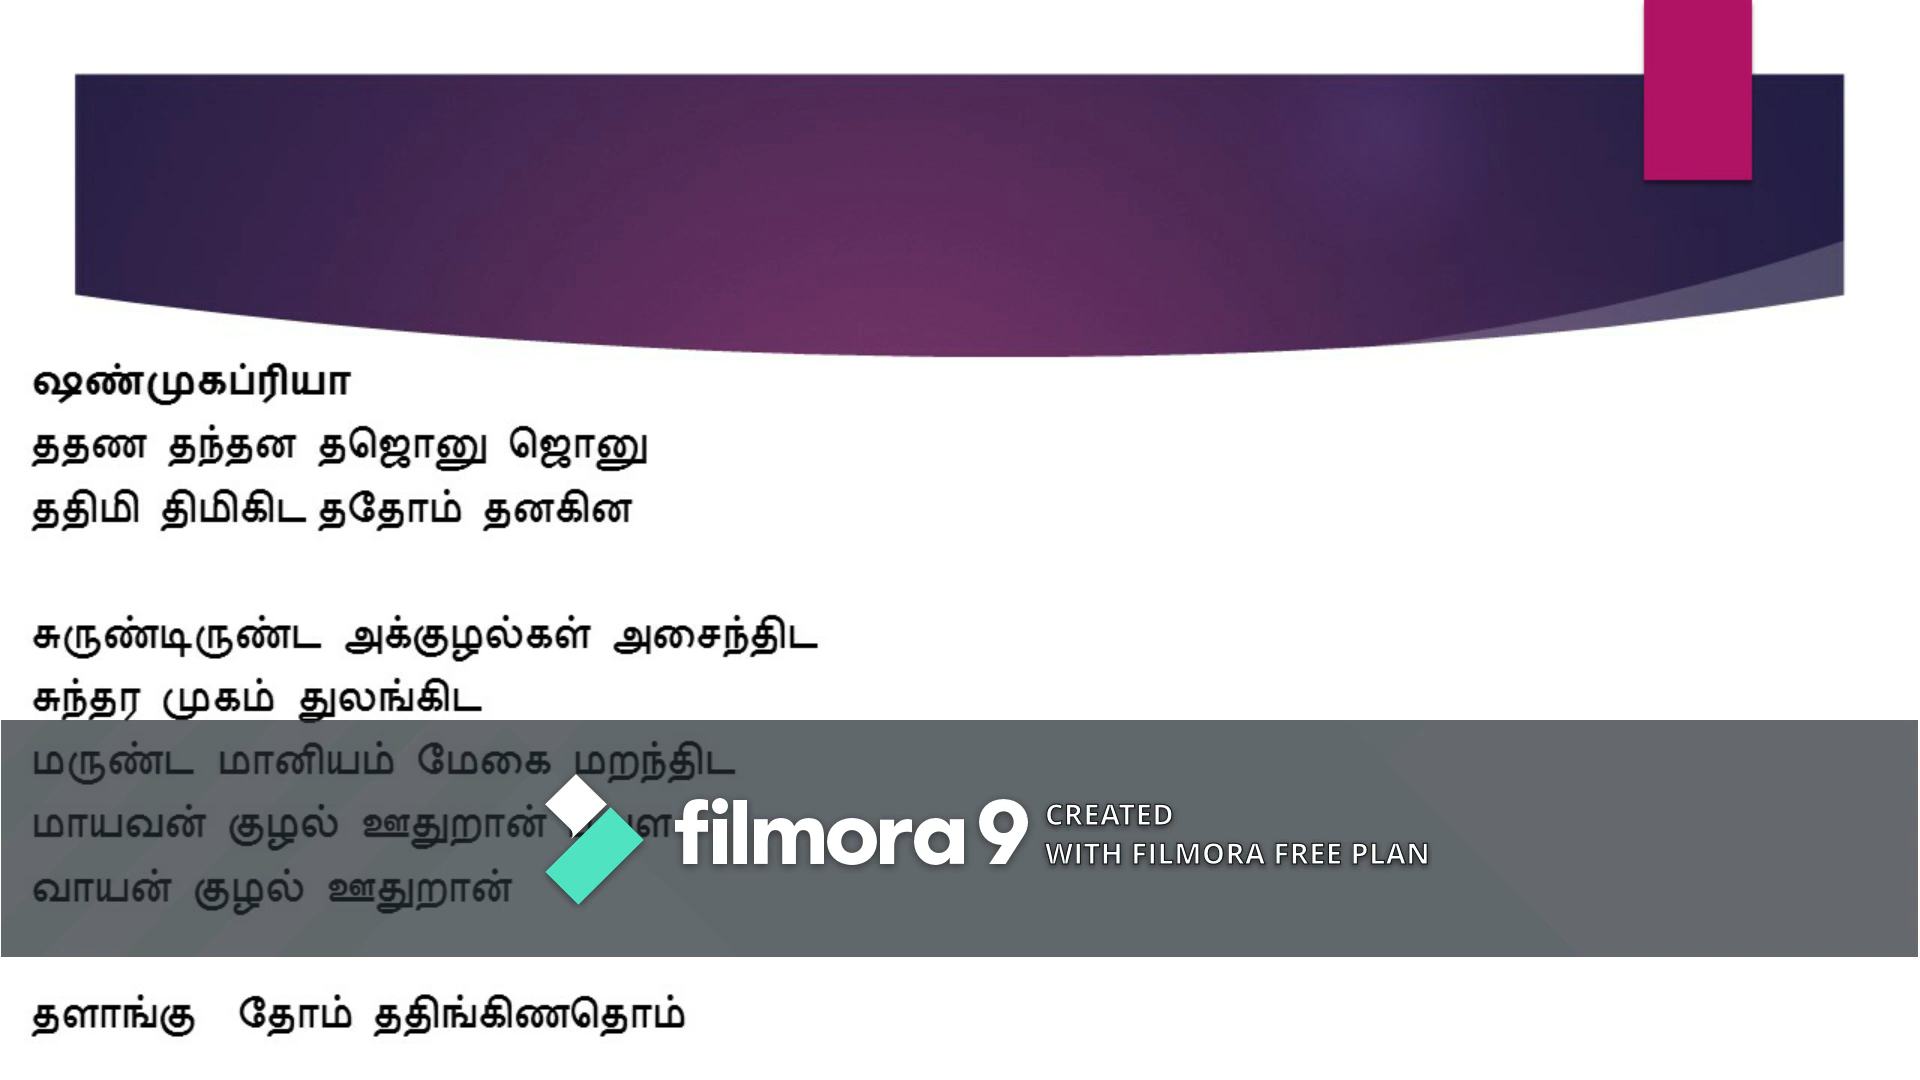 ஷண்முகப்ரியா
ததண தந்தன தஜொனு ஜொனு
ததிமி திமிகிட ததோம் தனகின
சுருண்டிருண்ட அக்குழல்கள் அசைந்திட
சுந்தர முகம் துலங்கிட
மருண்ட மானியம் மேகை மறந்திட
மாயவன் குழல் ஊதுறான்
வாயன் குழல் ஊதுறான்
filmora 9 CREATED
WITH FILMORA FREE PLAN
தளாங்கு தோம் ததிங்கிணதொம்